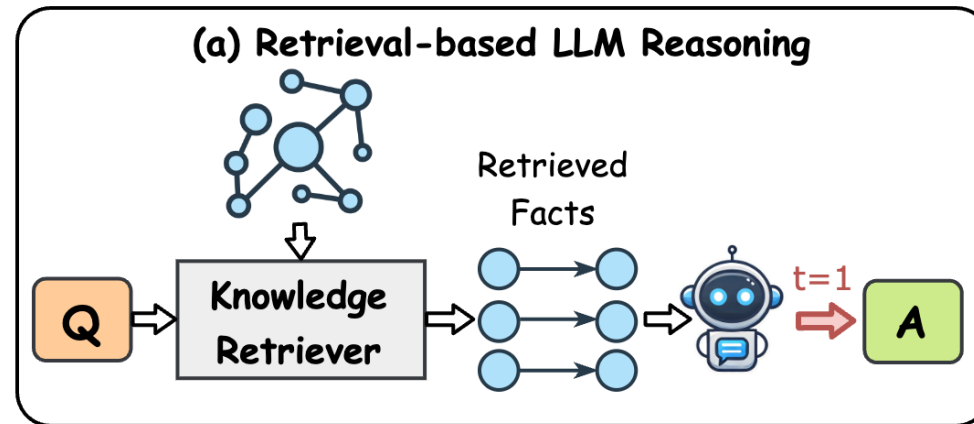 (a) Retrieval-based LLM Reasoning
Retrieved
Facts
Q
Knowledge
Retriever
t=1
A